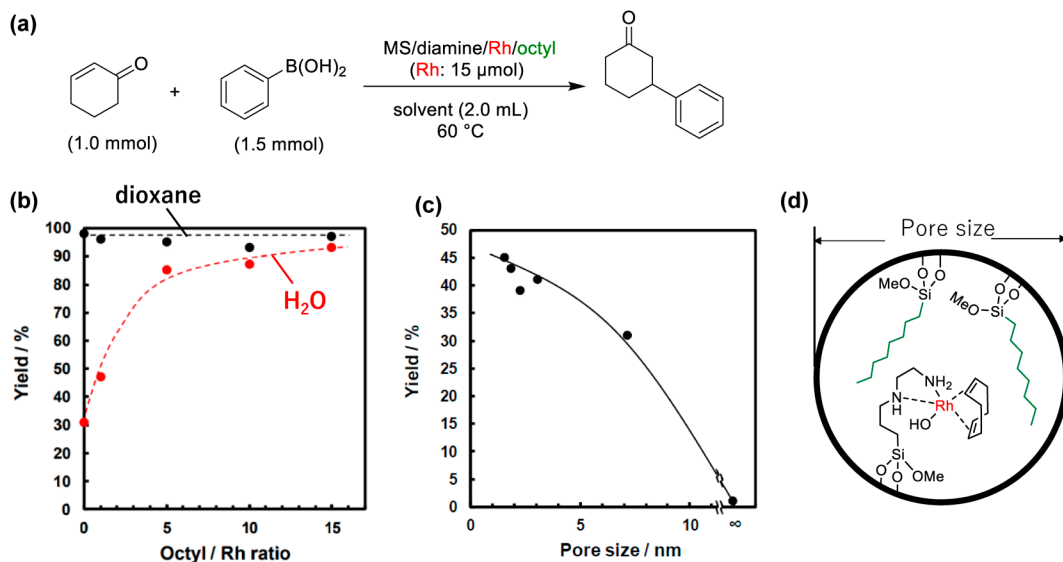 (a)
O
+
B(OH)2
(1.0 mmol)
(1.5 mmol)
MS/diamine/Rh/octyl
(Rh: 15 μmol)
solvent (2.0 mL)
60 °C
O
(b)
dioxane
H2O
Yield / %
100
90
80
70
60
50
40
30
20
10
0
0 5 10 15
Octyl / Rh ratio
(c)
Yield / %
50
45
40
35
30
25
20
15
10
5
0
0 5 10 ∞
Pore size / nm
(d)
Pore size
O O
MeO Si
O O
MeO Si
NH2
N
H
Rh
HO
Si
O O OMe